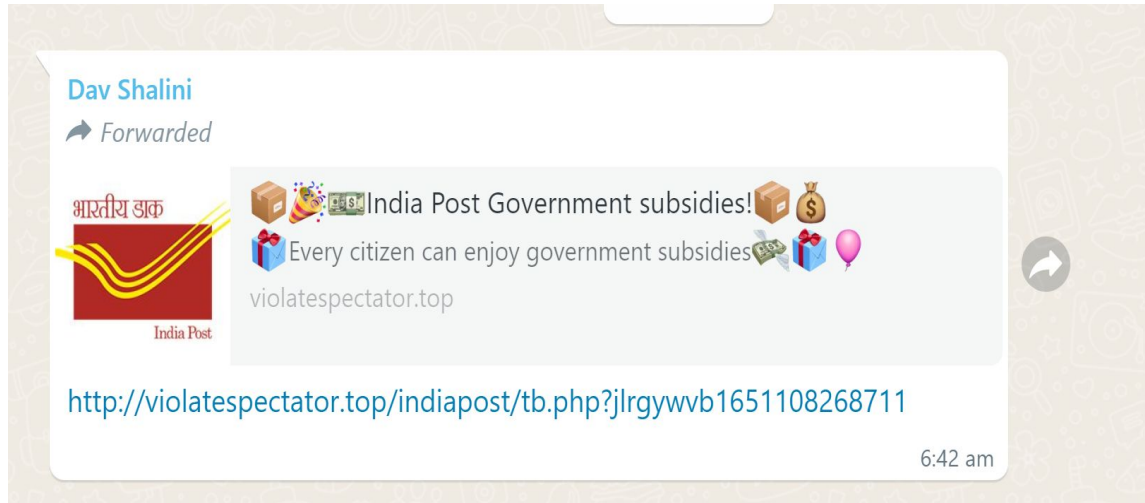 Dav Shalini
Forwarded
भारतीय डाक
India Post
📦🎉💵India Post Government subsidies!📦💰
🎁Every citizen can enjoy government subsidies💸🎁🎈
violatespectator.top
http://violatespectator.top/indiapost/tb.php?jlrgywvb1651108268711
6:42 am